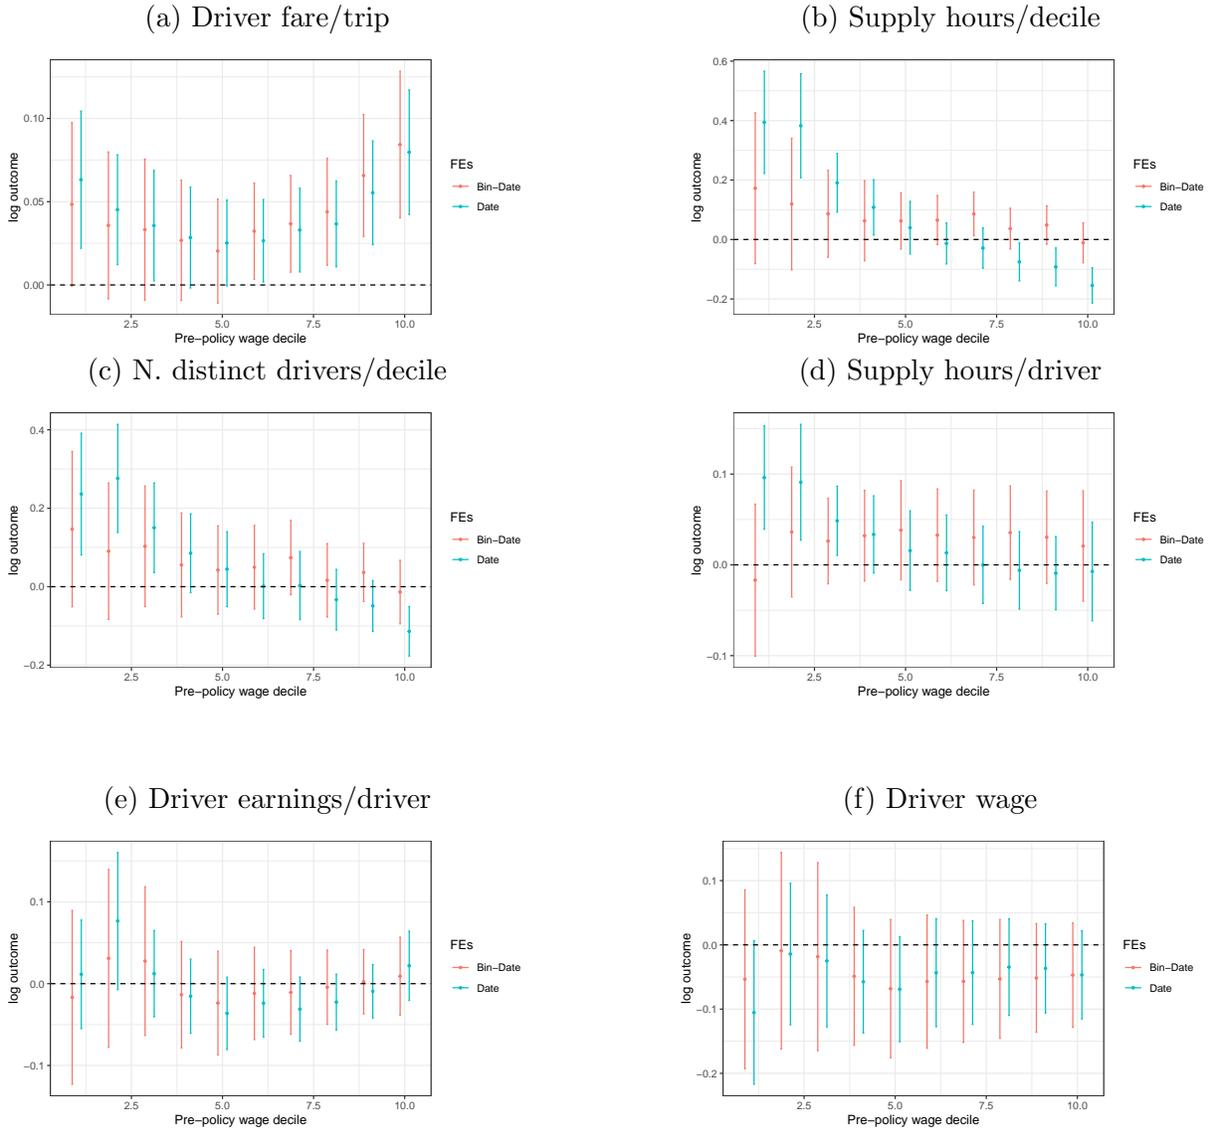 (a) Driver fare/trip
0.10
0.05
0.00
log outcome
2.5
5.0
7.5
10.0
Pre−policy wage decile
FEs
Bin−Date
Date
(b) Supply hours/decile
0.6
0.4
0.2
0.0
−0.2
log outcome
2.5
5.0
7.5
10.0
Pre−policy wage decile
FEs
Bin−Date
Date
(c) N. distinct drivers/decile
0.4
0.2
0.0
−0.2
log outcome
2.5
5.0
7.5
10.0
Pre−policy wage decile
FEs
Bin−Date
Date
(d) Supply hours/driver
0.1
0.0
−0.1
log outcome
2.5
5.0
7.5
10.0
Pre−policy wage decile
FEs
Bin−Date
Date
(e) Driver earnings/driver
0.1
0.0
−0.1
log outcome
2.5
5.0
7.5
10.0
Pre−policy wage decile
FEs
Bin−Date
Date
(f) Driver wage
0.1
0.0
−0.1
−0.2
log outcome
2.5
5.0
7.5
10.0
Pre−policy wage decile
FEs
Bin−Date
Date